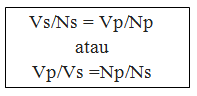 Vs/Ns = Vp/Np
atau
Vp/Vs =Np/Ns